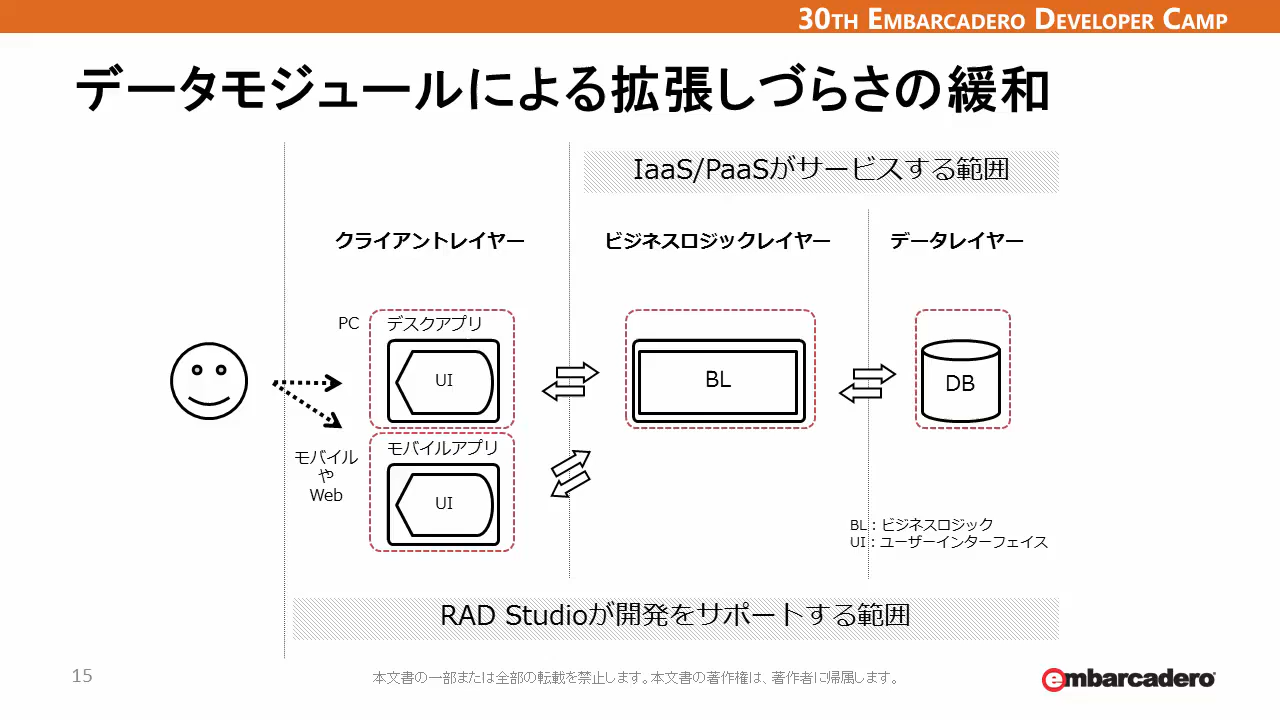 30TH EMBARCADERO DEVELOPER CAMP
データモジュールによる拡張しづらさの緩和
IaaS/PaaSがサービスする範囲
クライアントレイヤー
ビジネスロジックレイヤー
データレイヤー
PC
デスクアプリ
UI
BL
DB
モバイル
や
Web
モバイルアプリ
UI
BL：ビジネスロジック
UI：ユーザーインターフェイス
RAD Studioが開発をサポートする範囲
15
本文書の一部または全部の転載を禁止します。本文書の著作権は、著作者に帰属します。
embarcadero